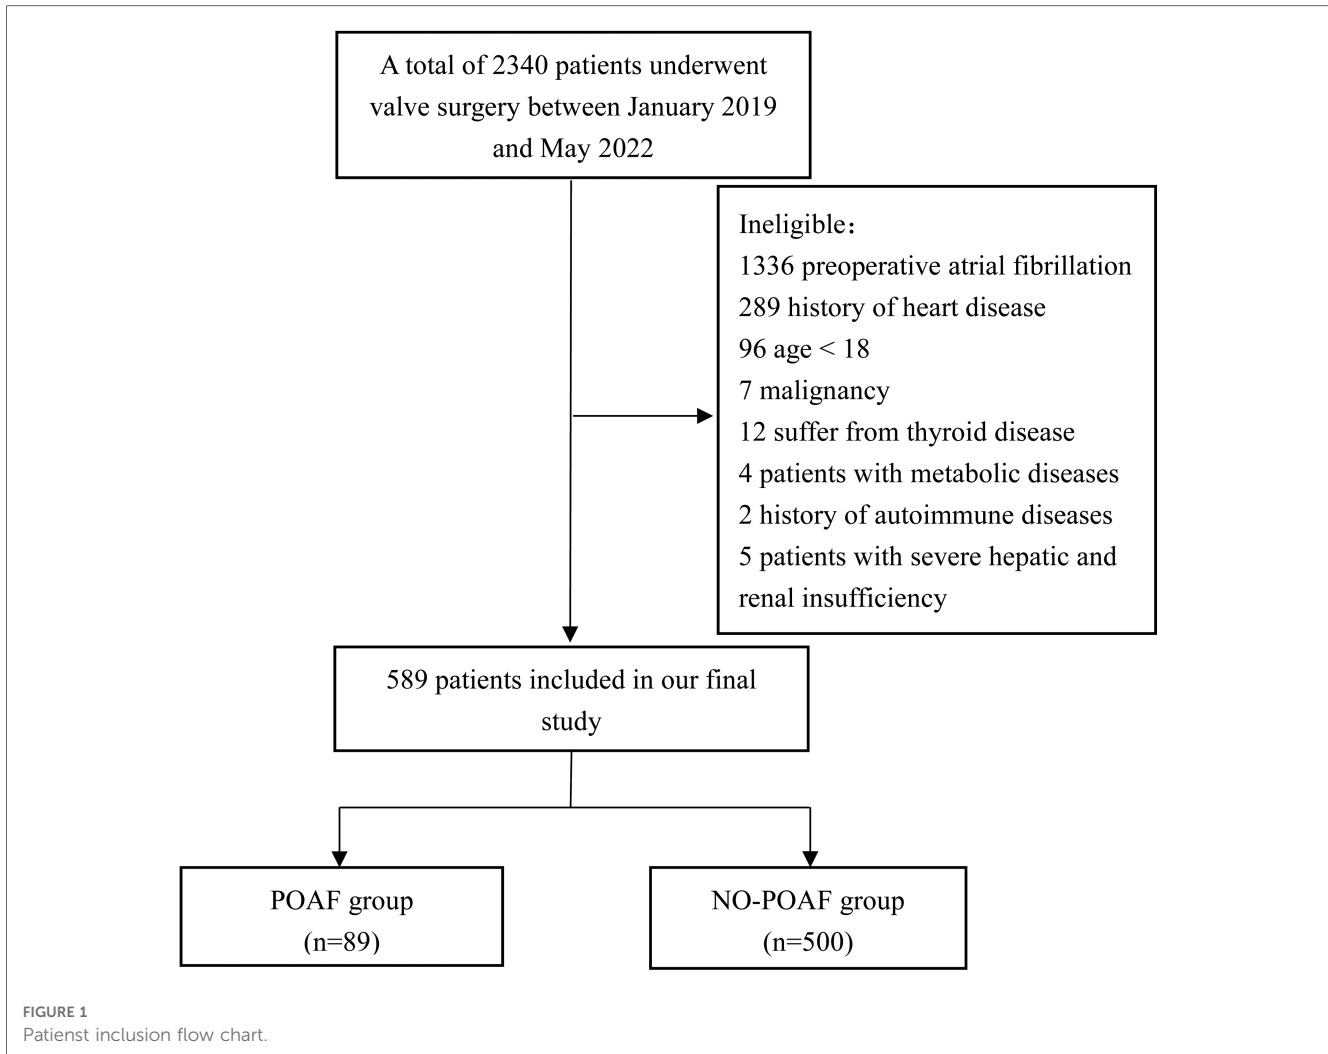 A total of 2340 patients underwent
valve surgery between January 2019
and May 2022
Ineligible：
1336 preoperative atrial fibrillation
289 history of heart disease
96 age < 18
7 malignancy
12 suffer from thyroid disease
4 patients with metabolic diseases
2 history of autoimmune diseases
5 patients with severe hepatic and
renal insufficiency
589 patients included in our final
study
POAF group
(n=89)
NO-POAF group
(n=500)
FIGURE 1
Patienst inclusion flow chart.